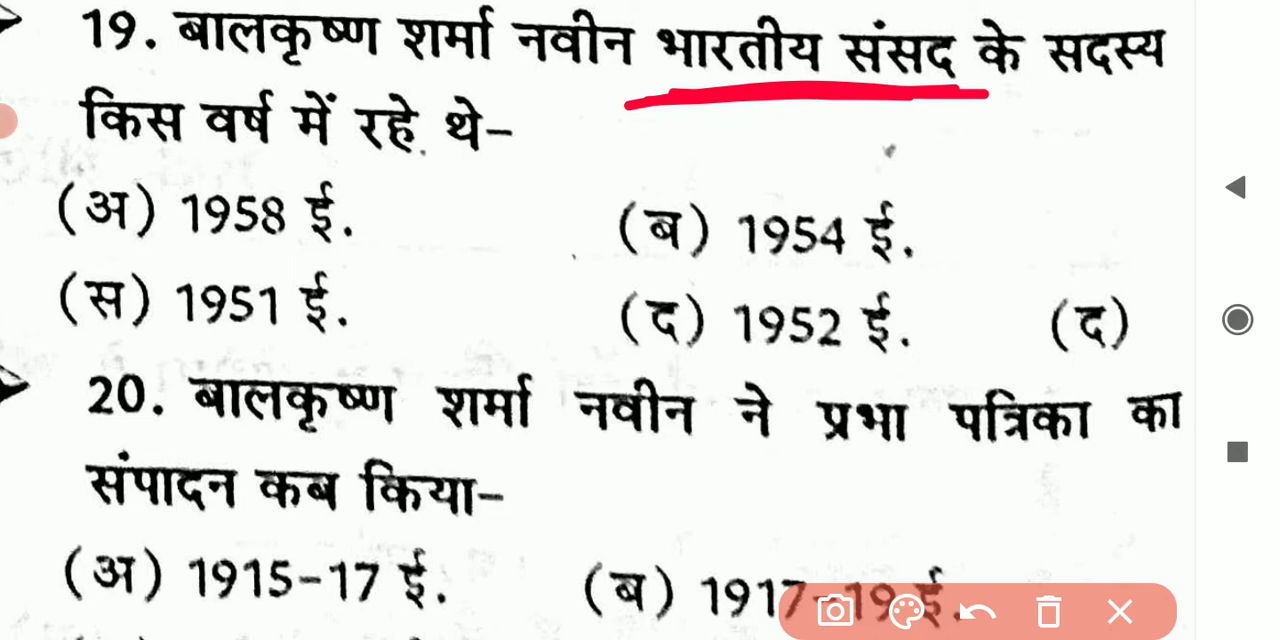 19. बालकृष्ण शर्मा नवीन भारतीय संसद के सदस्य
किस वर्ष में रहे थे-
(अ) 1958 ई. (ब) 1954 ई.
(स) 1951 ई. (द) 1952 ई. (द)
20. बालकृष्ण शर्मा नवीन ने प्रभा पत्रिका का
संपादन कब किया-
(अ) 1915-17 ई. (ब) 1917-19 ई.